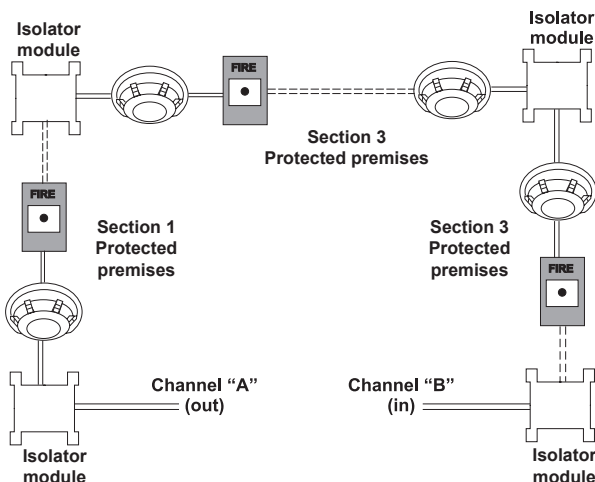 Isolator
module
Isolator
module
FIRE
Section 3
Protected premises
FIRE
Section 1
Protected
premises
Section 3
Protected
premises
FIRE
Channel “A”
(out)
Channel “B”
(in)
Isolator
module
Isolator
module